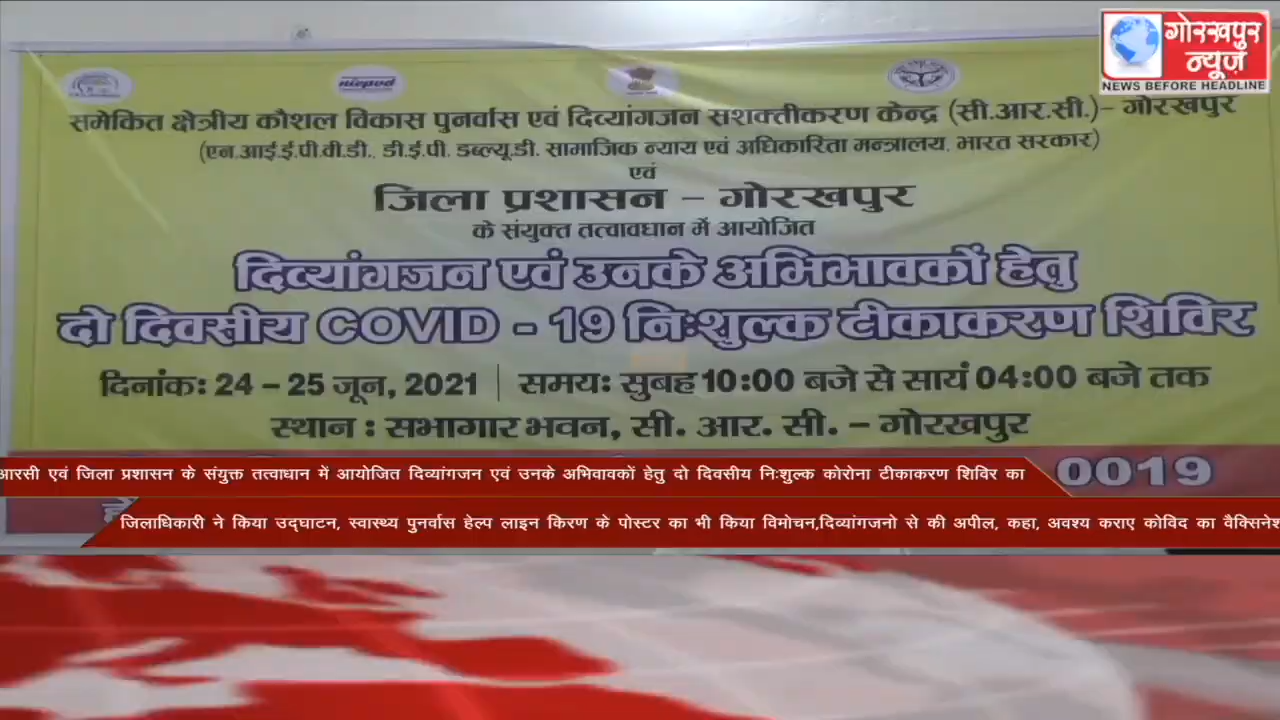 गोरखपुर
न्यूज़
NEWS BEFORE HEADLINE
niepvd
समेकित क्षेत्रीय कौशल विकास पुनर्वास एवं दिव्यांगजन सशक्तीकरण केन्द्र (सी.आर.सी.)- गोरखपुर
(एन.आई.ई.पी.वी.डी., डी.ई.पी. डब्ल्यू.डी. सामाजिक न्याय एवं अधिकारिता मन्त्रालय, भारत सरकार)
एवं
जिला प्रशासन - गोरखपुर
के संयुक्त तत्वावधान में आयोजित
दिव्यांगजन एवं उनके अभिभावकों हेतु
दो दिवसीय COVID - 19 निःशुल्क टीकाकरण शिविर
दिनांक: 24 - 25 जून, 2021 | समय: सुबह 10:00 बजे से सायं 04:00 बजे तक
स्थान : सभागार भवन, सी. आर. सी. - गोरखपुर
0019
आरसी एवं जिला प्रशासन के संयुक्त तत्वाधान में आयोजित दिव्यांगजन एवं उनके अभिवावकों हेतु दो दिवसीय निःशुल्क कोरोना टीकाकरण शिविर का
जिलाधिकारी ने किया उद्घाटन, स्वास्थ्य पुनर्वास हेल्प लाइन किरण के पोस्टर का भी किया विमोचन,दिव्यांगजनो से की अपील, कहा, अवश्य कराए कोविद का वैक्सिनेश